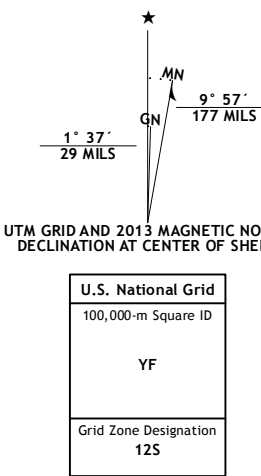 ★
MN
GN
9° 57´
177 MILS
1° 37´
29 MILS
UTM GRID AND 2013 MAGNETIC NO
DECLINATION AT CENTER OF SHE
U.S. National Grid
100,000-m Square ID
YF
Grid Zone Designation
12S